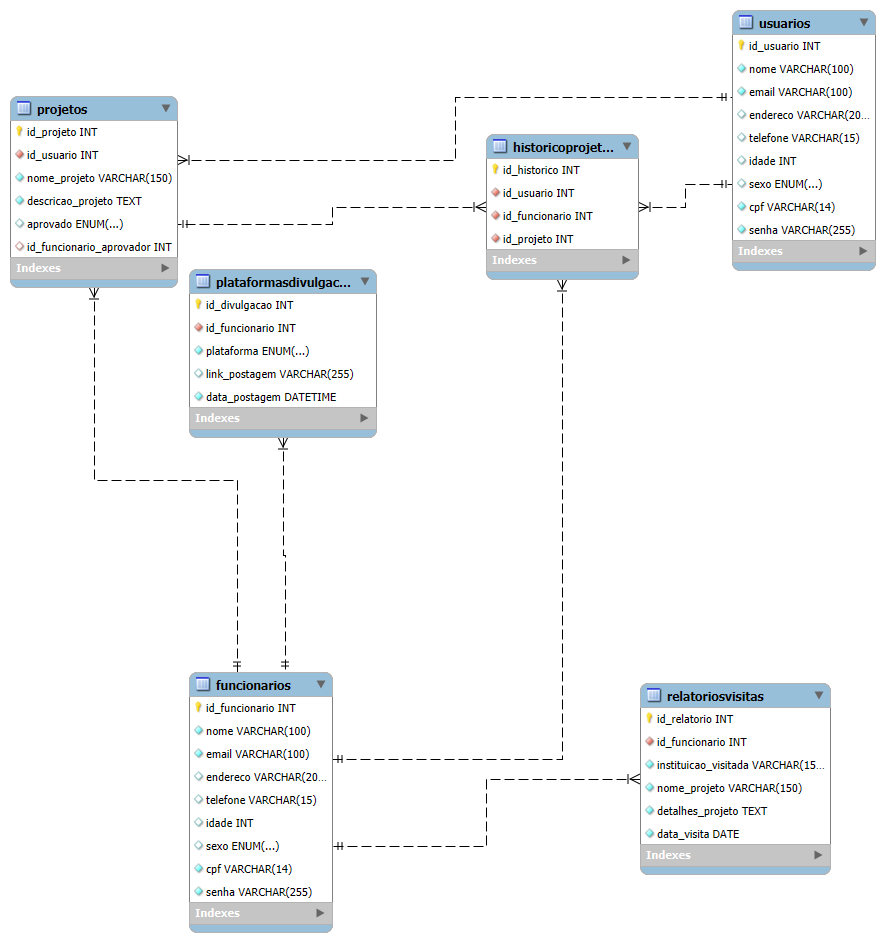 usuarios
id_usuario INT
nome VARCHAR(100)
email VARCHAR(100)
endereco VARCHAR(20...
telefone VARCHAR(15)
idade INT
sexo ENUM(...)
cpf VARCHAR(14)
senha VARCHAR(255)
Indexes
projetos
id_projeto INT
id_usuario INT
nome_projeto VARCHAR(150)
descricao_projeto TEXT
aprovado ENUM(...)
id_funcionario_aprovador INT
Indexes
historicoprojet...
id_historico INT
id_usuario INT
id_funcionario INT
id_projeto INT
Indexes
plataformasdivulgac...
id_divulgacao INT
id_funcionario INT
plataforma ENUM(...)
link_postagem VARCHAR(255)
data_postagem DATETIME
Indexes
funcionarios
id_funcionario INT
nome VARCHAR(100)
email VARCHAR(100)
endereco VARCHAR(20...
telefone VARCHAR(15)
idade INT
sexo ENUM(...)
cpf VARCHAR(14)
senha VARCHAR(255)
Indexes
relatoriosvisitas
id_relatorio INT
id_funcionario INT
instituicao_visitada VARCHAR(15...
nome_projeto VARCHAR(150)
detalhes_projeto TEXT
data_visita DATE
Indexes